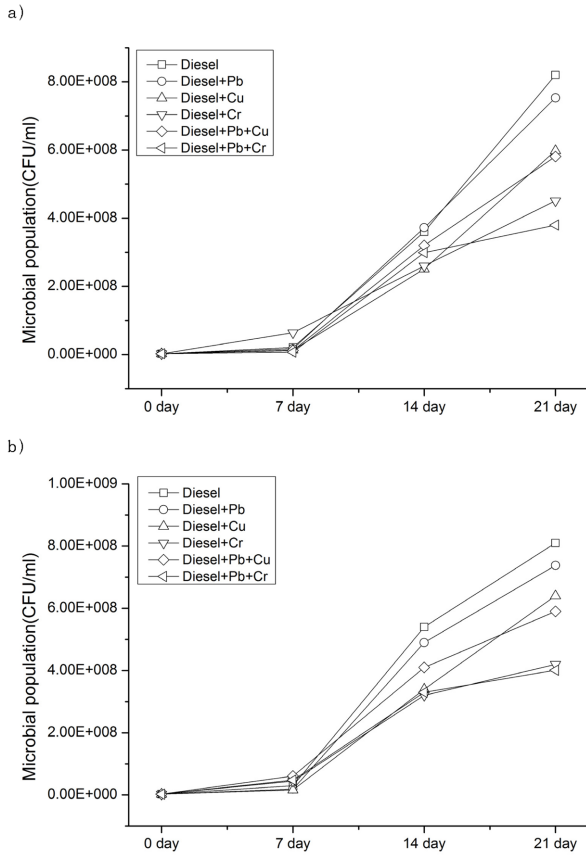 a)
Microbial population(CFU/ml)
8.00E+008
6.00E+008
4.00E+008
2.00E+008
0.00E+000
Diesel
Diesel+Pb
Diesel+Cu
Diesel+Cr
Diesel+Pb+Cu
Diesel+Pb+Cr
0 day 7 day 14 day 21 day
b)
Microbial population(CFU/ml)
1.00E+009
8.00E+008
6.00E+008
4.00E+008
2.00E+008
0.00E+000
Diesel
Diesel+Pb
Diesel+Cu
Diesel+Cr
Diesel+Pb+Cu
Diesel+Pb+Cr
0 day 7 day 14 day 21 day